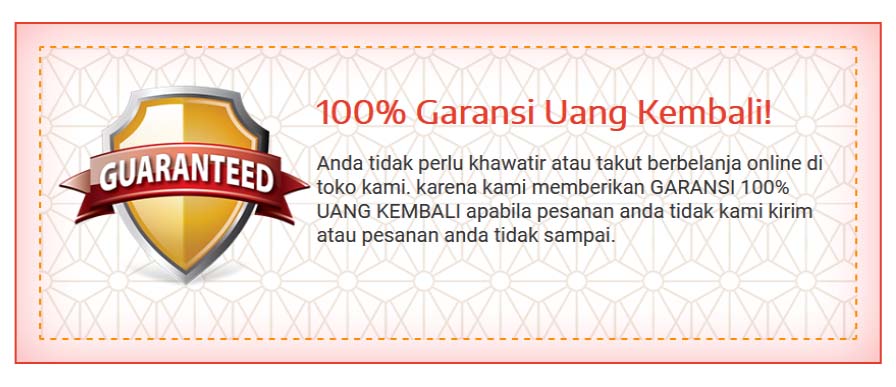 100% Garansi Uang Kembali!
GUARANTEED
Anda tidak perlu khawatir atau takut berbelanja online di
toko kami. karena kami memberikan GARANSI 100%
UANG KEMBALI apabila pesanan anda tidak kami kirim
atau pesanan anda tidak sampai.